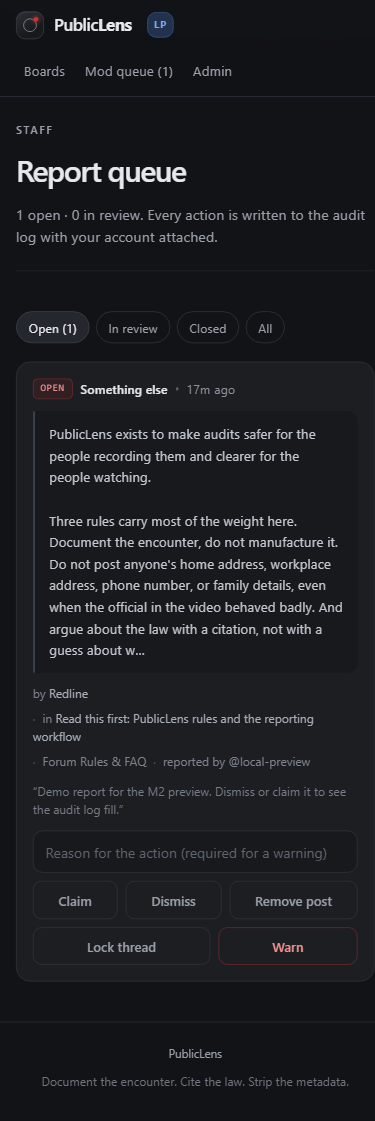 PublicLens LP
Boards Mod queue (1) Admin
STAFF
Report queue
1 open · 0 in review. Every action is written to the audit
log with your account attached.
Open (1) In review Closed All
OPEN Something else · 17m ago
PublicLens exists to make audits safer for the
people recording them and clearer for the
people watching.
Three rules carry most of the weight here.
Document the encounter, do not manufacture it.
Do not post anyone's home address, workplace
address, phone number, or family details, even
when the official in the video behaved badly. And
argue about the law with a citation, not with a
guess about w...
by Redline
· in Read this first: PublicLens rules and the reporting
workflow
· Forum Rules & FAQ · reported by @local-preview
“Demo report for the M2 preview. Dismiss or claim it to see
the audit log fill.”
Reason for the action (required for a warning)
Claim Dismiss Remove post
Lock thread Warn
PublicLens
Document the encounter. Cite the law. Strip the metadata.